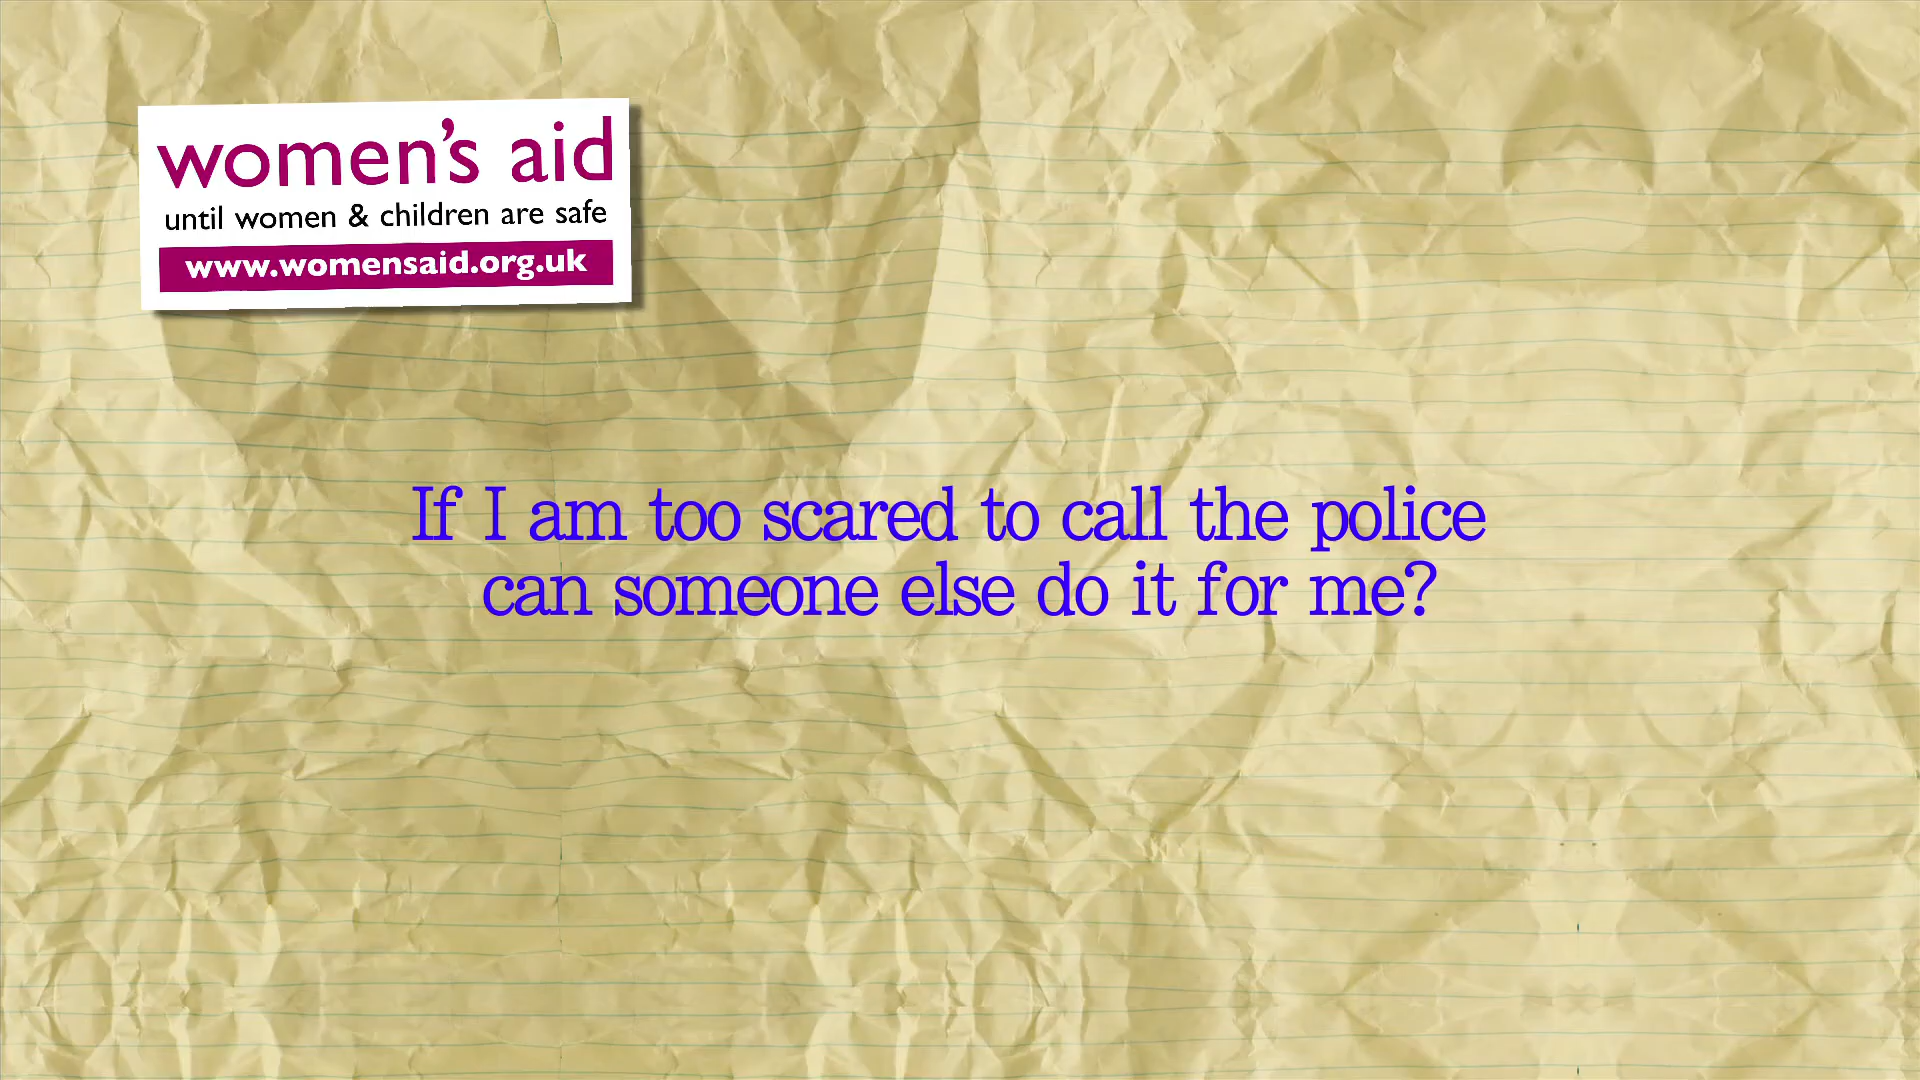 women's aid
until women & children are safe
www.womensaid.org.uk
If I am too scared to call the police
can someone else do it for me?